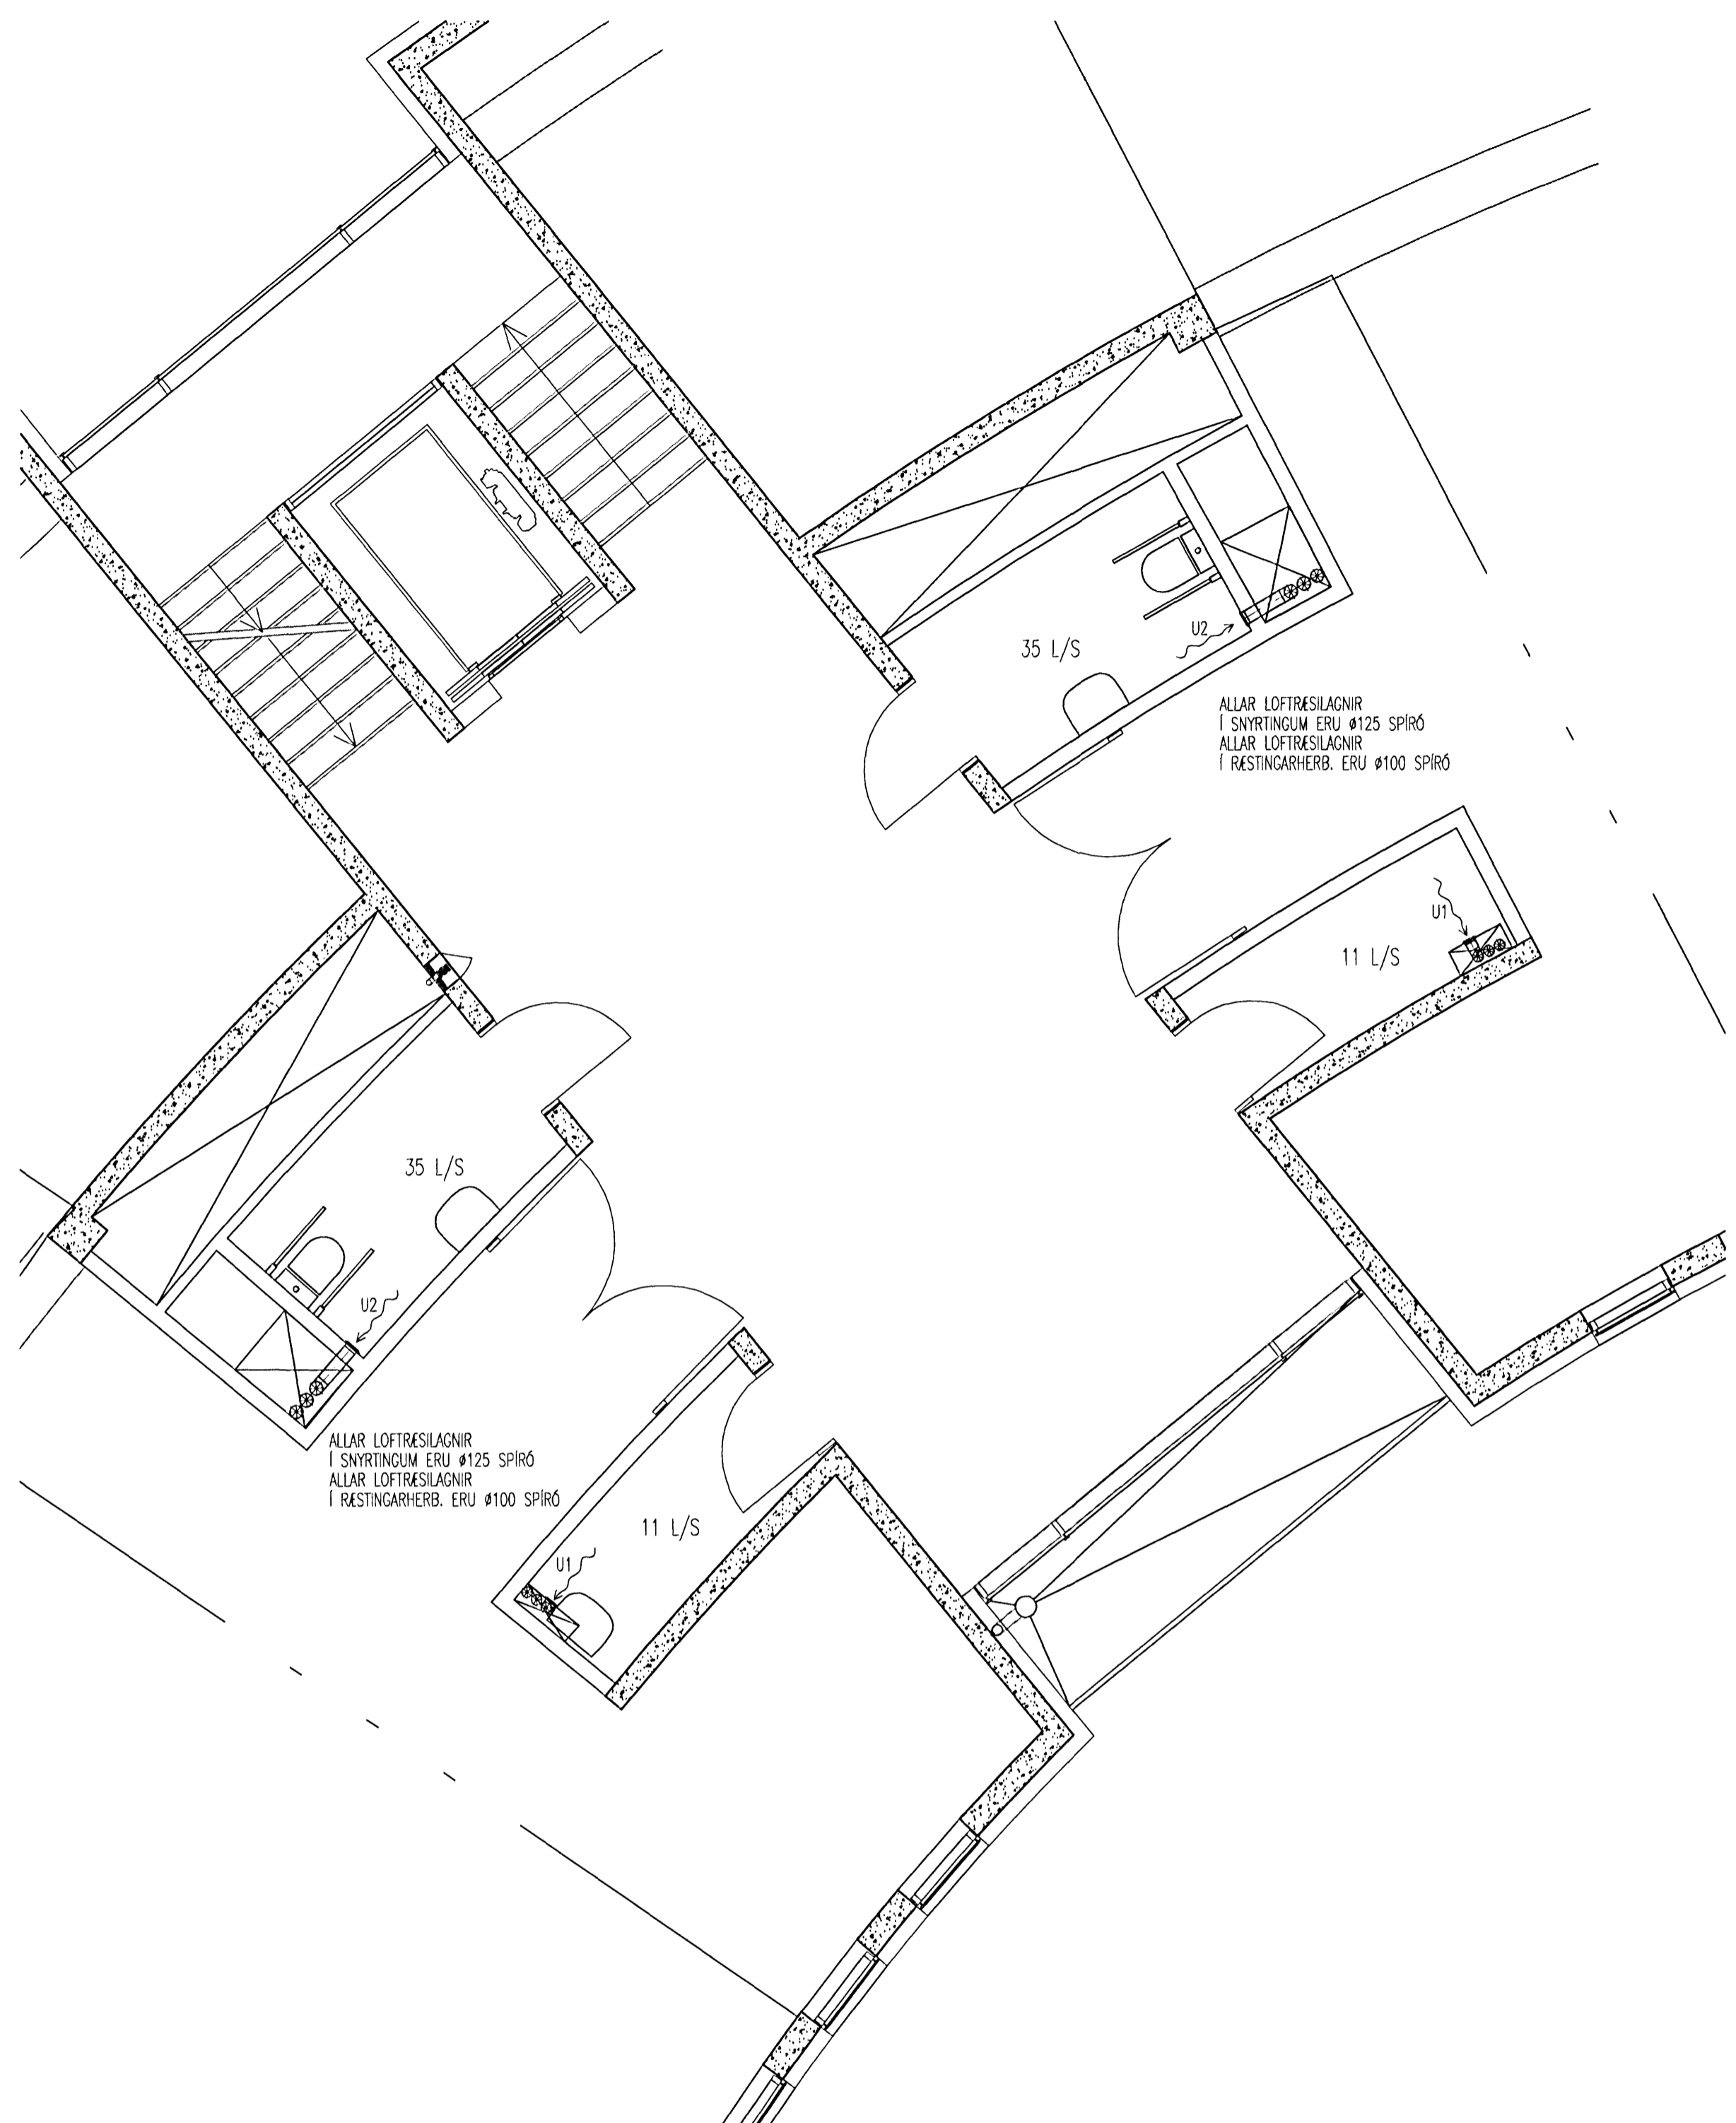 35 L/S
U2
ALLAR LOFTRÆSILAGNIR
Í SNYRTINGUM ERU ø125 SPÍRÓ
ALLAR LOFTRÆSILAGNIR
Í RÆSTINGARHERB. ERU ø100 SPÍRÓ
U1
11 L/S
35 L/S
U2
ALLAR LOFTRÆSILAGNIR
Í SNYRTINGUM ERU ø125 SPÍRÓ
ALLAR LOFTRÆSILAGNIR
Í RÆSTINGARHERB. ERU ø100 SPÍRÓ
11 L/S
U1